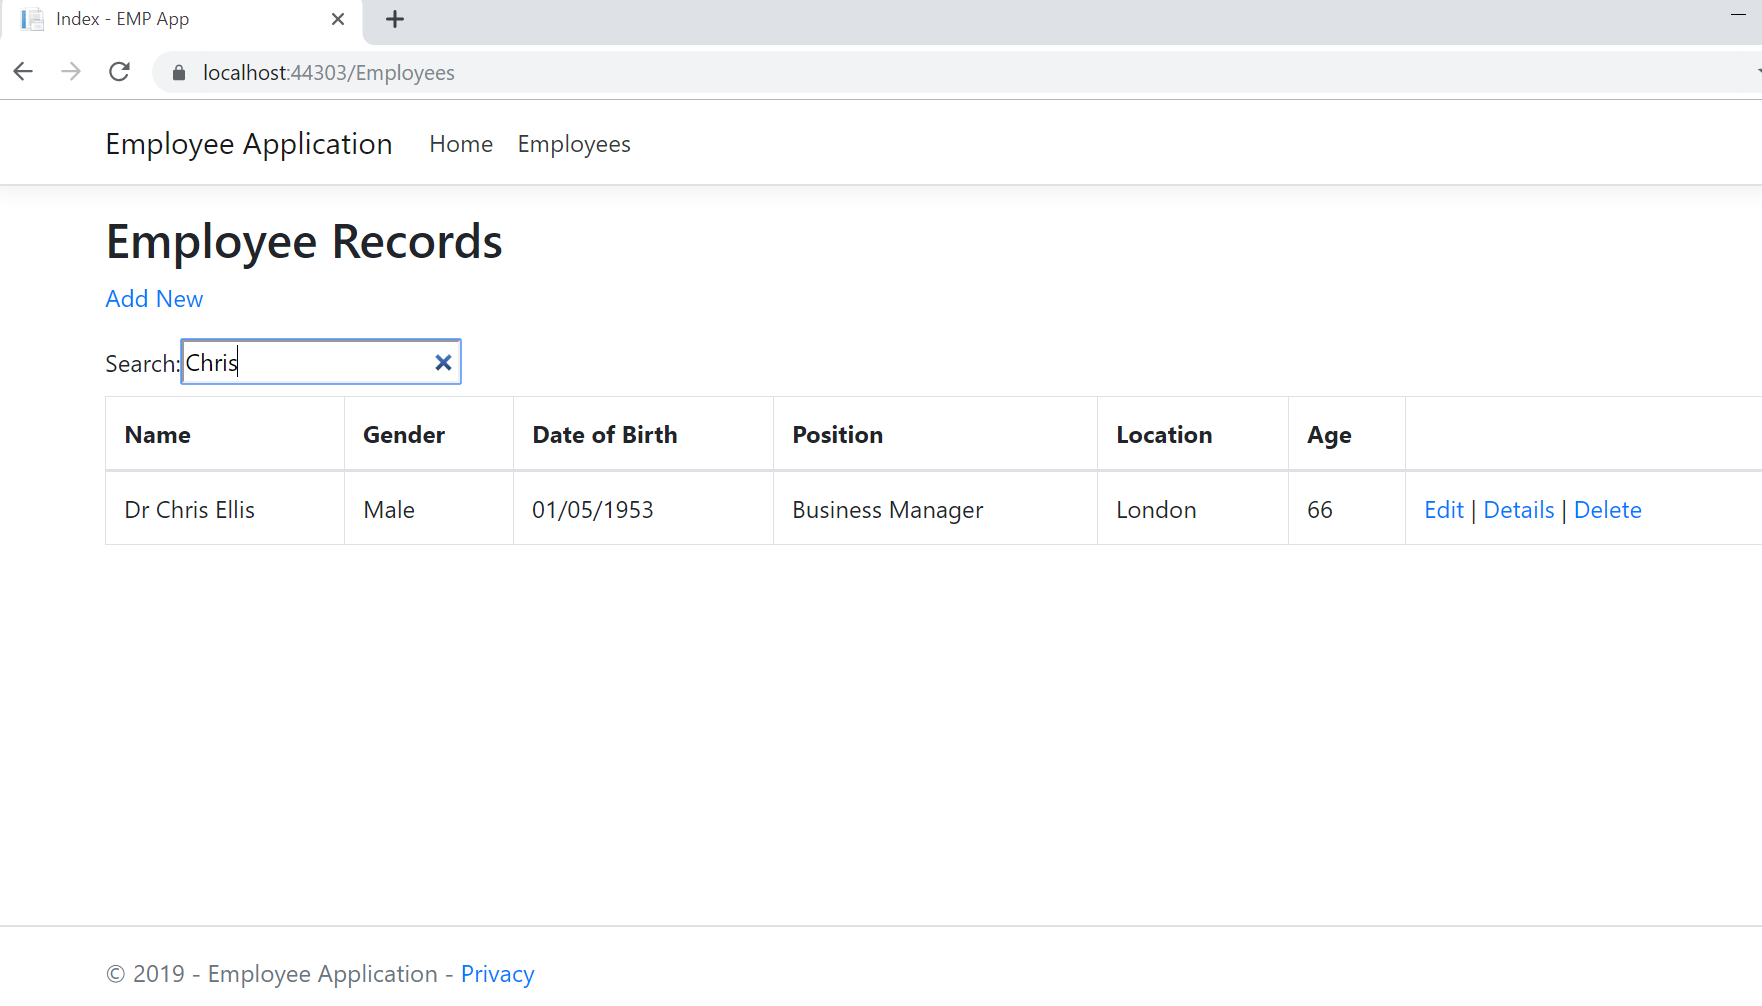 Index - EMP App
localhost:44303/Employees
Employee Application Home Employees
Employee Records
Add New
Search: Chris
Name Gender Date of Birth Position Location Age
Dr Chris Ellis Male 01/05/1953 Business Manager London 66 Edit | Details | Delete
© 2019 - Employee Application - Privacy